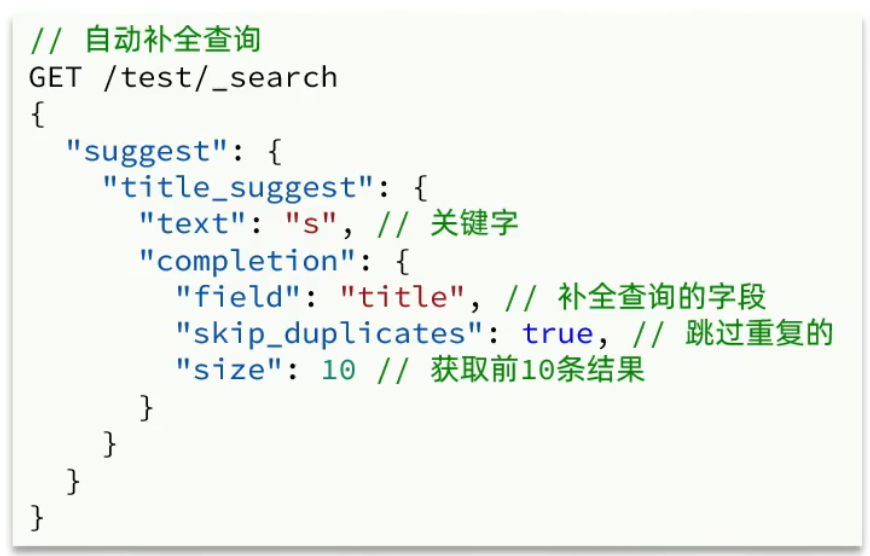 // 自动补全查询
GET /test/_search
{
  "suggest": {
    "title_suggest": {
      "text": "s", // 关键字
      "completion": {
        "field": "title", // 补全查询的字段
        "skip_duplicates": true, // 跳过重复的
        "size": 10 // 获取前10条结果
      }
    }
  }
}